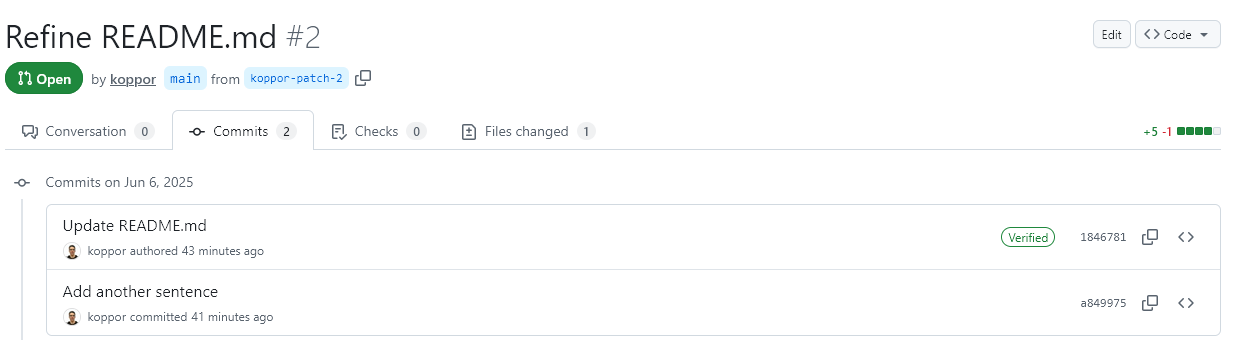 Refine README.md #2
Edit
Code
Open by koppor main from koppor-patch-2
Conversation 0
Commits 2
Checks 0
Files changed 1
+5 -1
Commits on Jun 6, 2025
Update README.md
koppor authored 43 minutes ago
Verified
1846781
Add another sentence
koppor committed 41 minutes ago
a849975